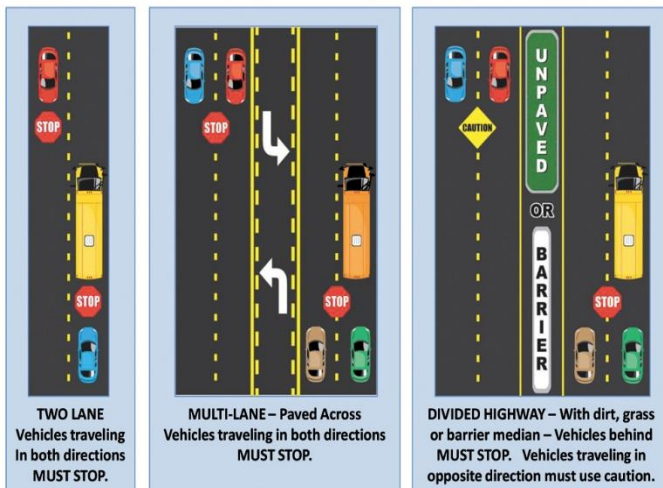 STOP
STOP
TWO LANE
Vehicles traveling
In both directions
MUST STOP.
STOP
STOP
MULTI-LANE – Paved Across
Vehicles traveling in both directions
MUST STOP.
CAUTION
UNPAVED
OR
BARRIER
STOP
DIVIDED HIGHWAY – With dirt, grass
or barrier median – Vehicles behind
MUST STOP. Vehicles traveling in
opposite direction must use caution.